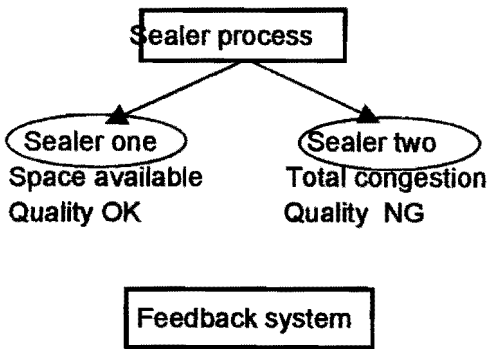 Sealer process
Sealer one
Sealer two
Space available
Total congestion
Quality OK
Quality NG
Feedback system